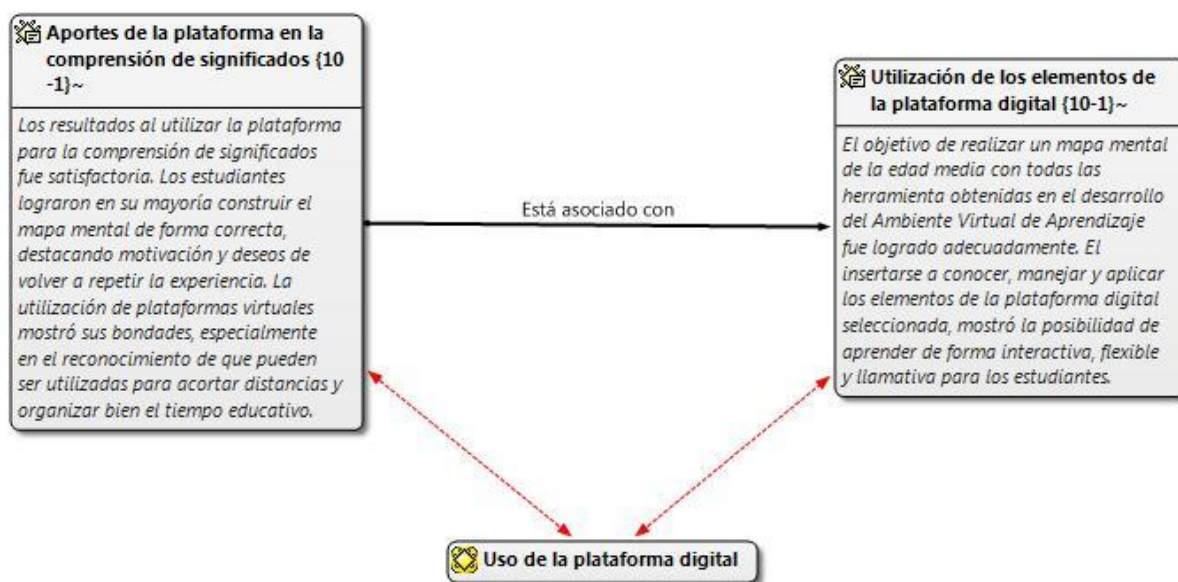 Aportes de la plataforma en la
comprensión de significados {10
-1}~
Los resultados al utilizar la plataforma
para la comprensión de significados
fue satisfactoria. Los estudiantes
lograron en su mayoría construir el
mapa mental de forma correcta,
destacando motivación y deseos de
volver a repetir la experiencia. La
utilización de plataformas virtuales
mostró sus bondades, especialmente
en el reconocimiento de que pueden
ser utilizadas para acortar distancias y
organizar bien el tiempo educativo.
Está asociado con
Utilización de los elementos de
la plataforma digital {10-1}~
El objetivo de realizar un mapa mental
de la edad media con todas las
herramienta obtenidas en el desarrollo
del Ambiente Virtual de Aprendizaje
fue logrado adecuadamente. El
insertarse a conocer, manejar y aplicar
los elementos de la plataforma digital
seleccionada, mostró la posibilidad de
aprender de forma interactiva, flexible
y llamativa para los estudiantes.
Uso de la plataforma digital